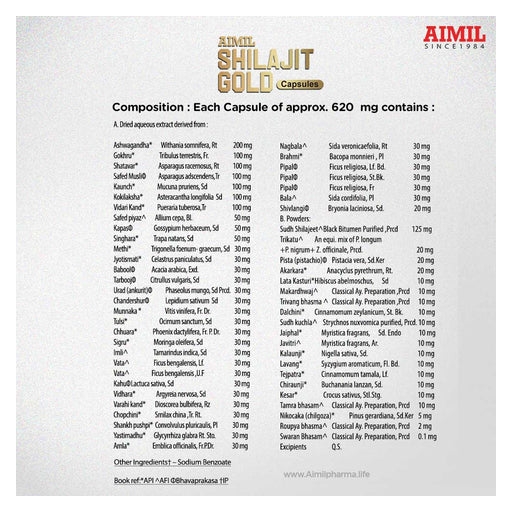 AIMIL
SINCE1984
AIMIL
SHILAJIT
GOLD
Capsules
Composition : Each Capsule of approx. 620 mg contains :
A. Dried aqueous extract derived from :
Ashwagandha* Withania somnifera, Rt 200 mg
Gokhru* Tribulus terrestris, Fr. 100 mg
Shatavar* Asparagus racemosus, Rt 100 mg
Safed Musli© Asparagus adscendens, Tr 100 mg
Kaunch* Mucuna pruriens, Sd 100 mg
Kokilaksha* Asteracantha longifolia Sd 100 mg
Vidari Kand* Pueraria tuberosa,Tr 100 mg
Safed piyaz^ Allium cepa, Bl. 50 mg
Kapas© Gossypium herbaceum, Sd 50 mg
Singhara* Trapa natans, Sd 50 mg
Methi* Trigonella foenum- graecum, Sd 30 mg
Jyotismati* Celastrus paniculatus, Sd 30 mg
Babool© Acacia arabica, Exd. 30 mg
Tarbooj© Citrullus vulgaris, Sd 30 mg
Urad (ankurit)© Phaseolus mungo, Sd Prcd. 30 mg
Chandershur© Lepidium sativum Sd 30 mg
Munnaka * Vitis vinifera, Fr. Dr. 30 mg
Tulsi* Ocimum sanctum, Sd 30 mg
Chhuara* Phoenix dactylifera, Fr. P. Dr. 30 mg
Sigru* Moringa oleifera, Sd 30 mg
Imli^ Tamarindus indica, Sd 30 mg
Vata^ Ficus bengalensis, Lf. 30 mg
Vata^ Ficus bengalensis ,U.F 30 mg
Kahu©Lactuca sativa, Sd 30 mg
Vidhara* Argyreia nervosa, Sd 30 mg
Varahi kand* Dioscorea bulbifera, Rz 30 mg
Chopchini* Smilax china ,Tr. Rt. 30 mg
Shankh pushpi* Convolvulus pluricaulis, Pl 30 mg
Yastimadhu* Glycyrrhiza glabra Rt. Sto. 30 mg
Amla* Emblica officinalis, Fr.P.Dr. 30 mg
Other Ingredients† – Sodium Benzoate
Book ref:*API ^AFI ©Bhavaprakasa †IP
Nagbala^ Sida veronicaefolia, Rt 30 mg
Brahmi* Bacopa monnieri , Pl 30 mg
Pipal© Ficus religiosa, Lf. Bd. 30 mg
Pipal© Ficus religiosa, St.Bk. 30 mg
Pipal© Ficus religiosa, Fr 30 mg
Bala^ Sida cordifolia, Pl 30 mg
Shivlangi© Bryonia laciniosa, Sd. 20 mg
B. Powders:
Sudh Shilajeet^Black Bitumen Purified ,Prcd 125 mg
Trikatu^ An equi. mix of P. longum
+P. nigrum+ Z. officinale, Prcd. 20 mg
Pista (pistachio)© Pistacia vera, Sd.Ker 20 mg
Akarkara* Anacyclus pyrethrum, Rt. 20 mg
Lata Kasturi*Hibiscus abelmoschus, Sd 10 mg
Makardhwaj^ Classical Ay. Preparation ,Prcd 10 mg
Trivang bhasma ^ Classical Ay. Preparation, Prcd 10 mg
Dalchini* Cinnamomum zeylanicum, St. Bk. 10 mg
Sudh kuchla^ Strychnos nuxvomica purified, Prcd. 10 mg
Jaiphal* Myristica fragrans, Sd. Endo 10 mg
Javitri^ Myristica fragrans, Ar. 10 mg
Kalaunji* Nigella sativa, Sd. 10 mg
Lavang* Syzygium aromaticum, Fl. Bd. 10 mg
Tejpatra* Cinnamomum tamala, Lf. 10 mg
Chiraunji* Buchanania lanzan, Sd. 10 mg
Kesar* Crocus sativus, Stl.Stg. 10 mg
Tamra bhasam^ Classical Ay. Preparation, Prcd 10 mg
Nikocaka (chilgoza)* Pinus gerardiana, Sd.Ker 5 mg
Roupya bhasma^ Classical Ay. Preparation, Prcd 2 mg
Swaran Bhasam^ Classical Ay. Preparation, Prcd 0.1 mg
Excipients Q.S.
www.Aimilpharma.life